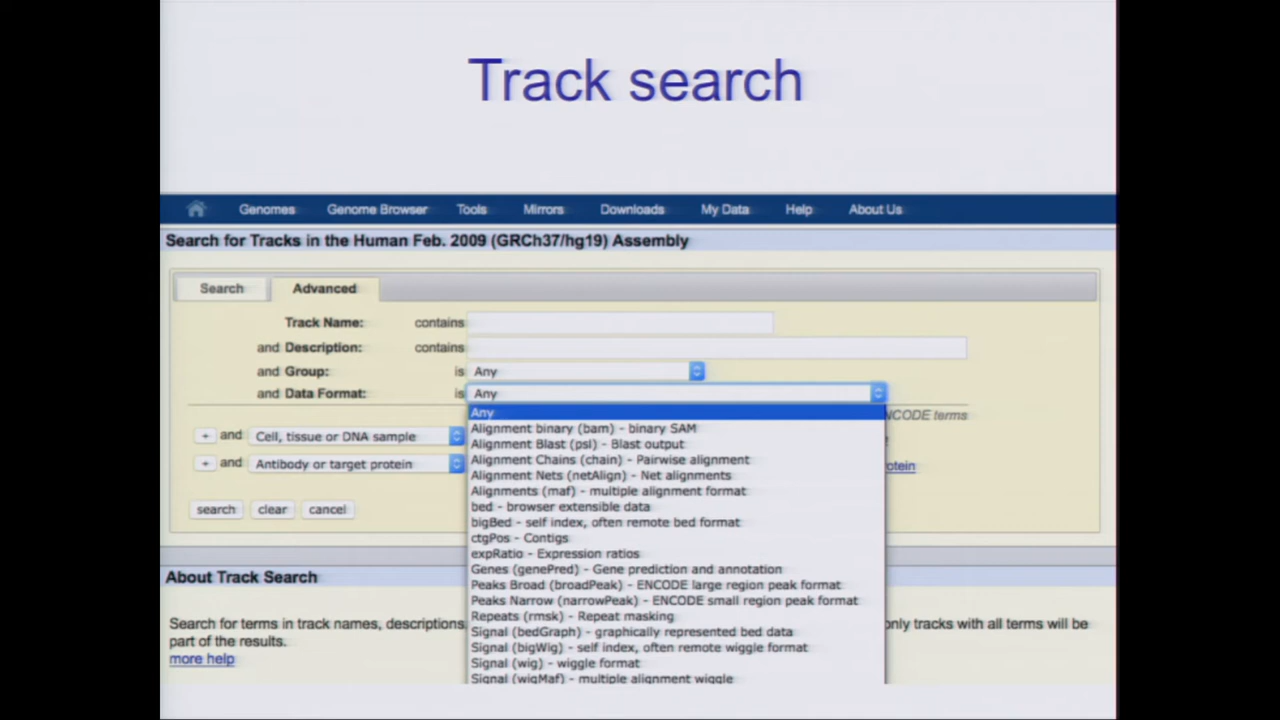 Track search
Genomes Genome Browser Tools Mirrors Downloads My Data Help About Us
Search for Tracks in the Human Feb. 2009 (GRCh37/hg19) Assembly
Search Advanced
Track Name: contains
and Description: contains
and Group: is Any
and Data Format: is Any
Any
NCODE terms
Alignment binary (bam) - binary SAM
+ and Cell, tissue or DNA sample
Alignment Blast (psl) - Blast output
Alignment Chains (chain) - Pairwise alignment
+ and Antibody or target protein
otein
Alignment Nets (netAlign) - Net alignments
Alignments (maf) - multiple alignment format
bed - browser extensible data
search clear cancel
bigBed - self index, often remote bed format
ctgPos - Contigs
expRatio - Expression ratios
Genes (genePred) - Gene prediction and annotation
About Track Search
Peaks Broad (broadPeak) - ENCODE large region peak format
Peaks Narrow (narrowPeak) - ENCODE small region peak format
Repeats (rmsk) - Repeat masking
Search for terms in track names, descriptions
only tracks with all terms will be
Signal (bedGraph) - graphically represented bed data
part of the results.
Signal (bigWig) - self index, often remote wiggle format
more help
Signal (wig) - wiggle format
Signal (wigMaf) - multiple alignment wiggle